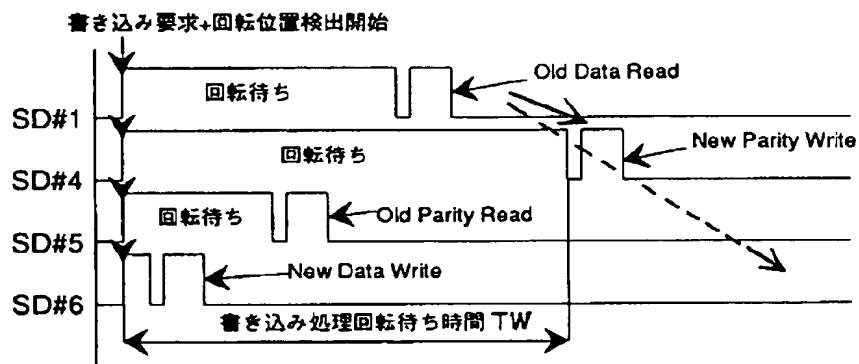 書き込み要求+回転位置検出開始
回転待ち
Old Data Read
SD#1
回転待ち
New Parity Write
SD#4
回転待ち
Old Parity Read
SD#5
New Data Write
SD#6
書き込み処理回転待ち時間 TW